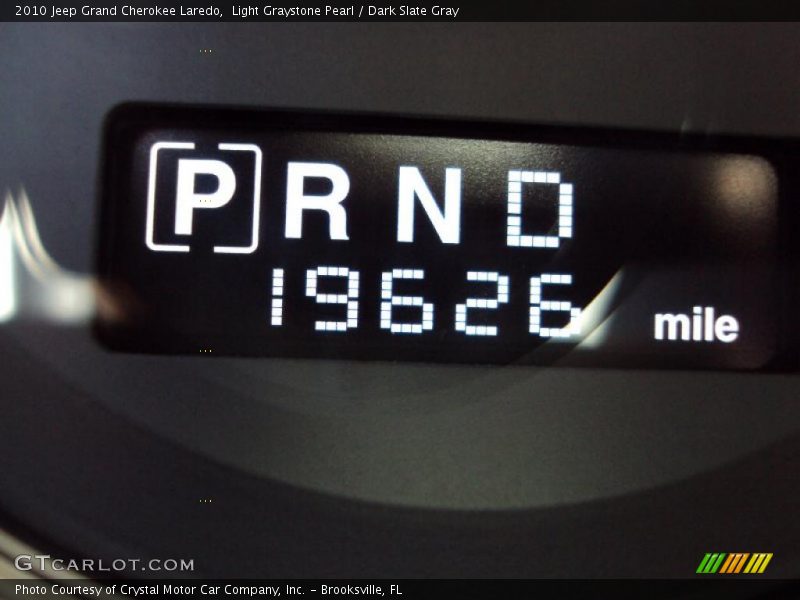 2010 Jeep Grand Cherokee Laredo,  Light Graystone Pearl / Dark Slate Gray
P R N D
19626 mile
GTCARLOT.COM
Photo Courtesy of Crystal Motor Car Company, Inc. – Brooksville, FL